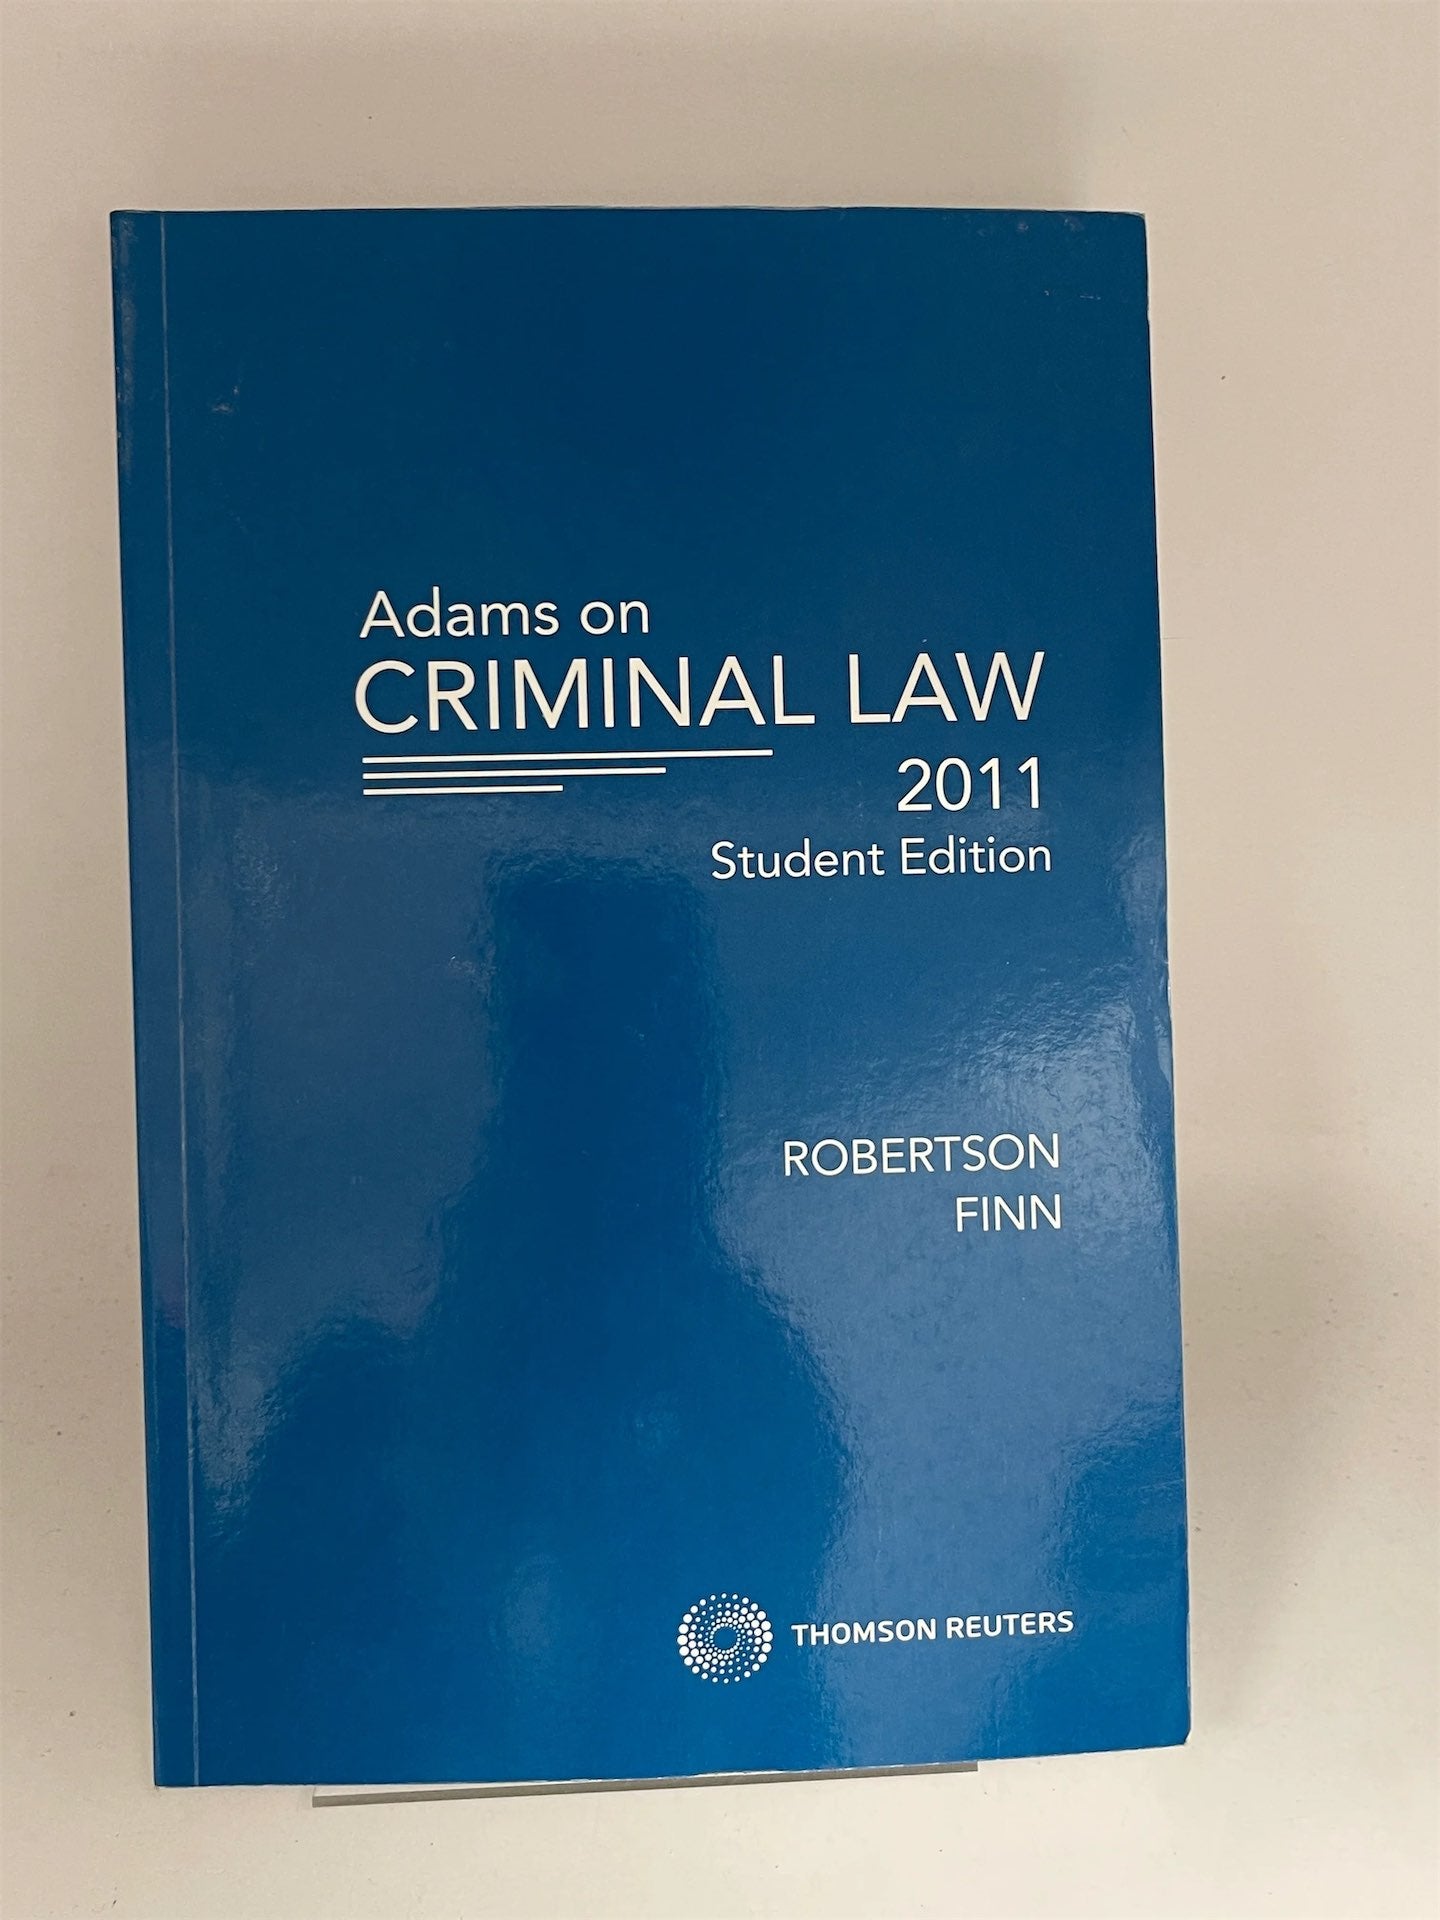 Adams on
CRIMINAL LAW
2011
Student Edition
ROBERTSON
FINN
THOMSON REUTERS